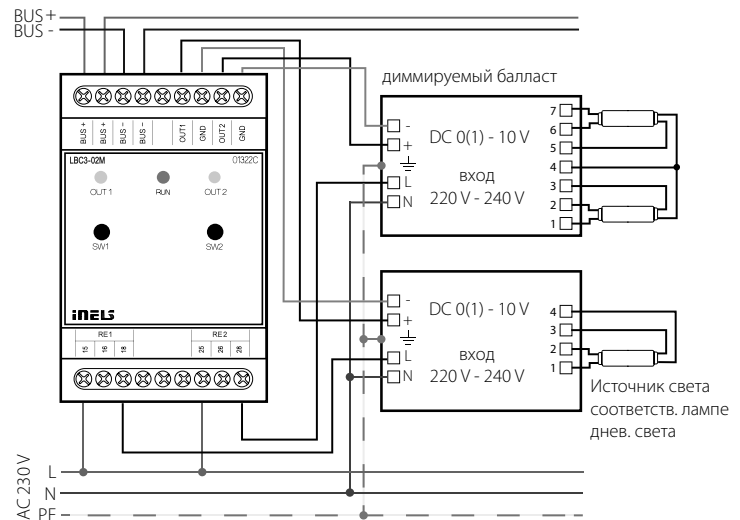 BUS+
BUS -
BUS +
BUS +
BUS -
BUS -
OUT1
GND
OUT2
GND
LBC3-02M
01322C
OUT 1
RUN
OUT 2
SW1
SW2
iNELS
RE1
RE2
15
16
18
25
26
28
диммируемый балласт
-
+
L
N
DC 0(1) - 10 V
вход
220 V - 240 V
7
6
5
4
3
2
1
-
+
L
N
DC 0(1) - 10 V
вход
220 V - 240 V
4
3
2
1
Источник света
соответств. лампе
днев. света
AC 230 V
L
N
PE